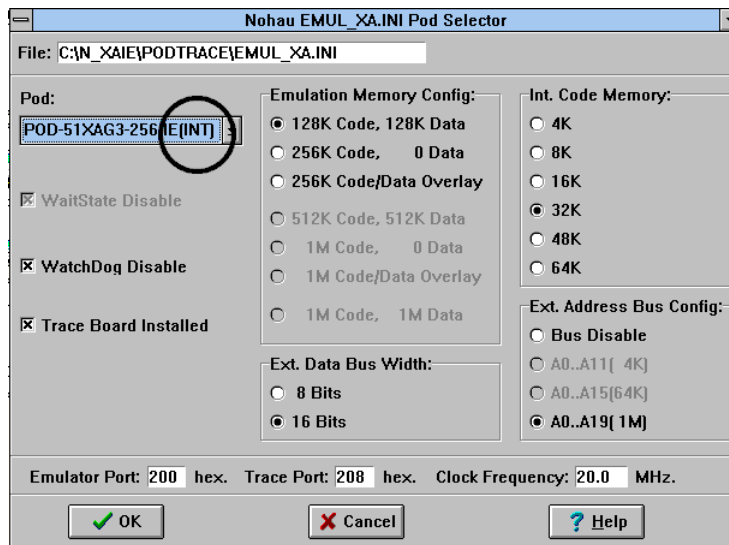 Nohau EMUL_XA.INI Pod Selector
File: C:\N_XAIE\PODTRACE\EMUL_XA.INI
Pod:
POD-51XAG3-256/IE(INT)
WaitState Disable
WatchDog Disable
Trace Board Installed
Emulation Memory Config:
128K Code, 128K Data
256K Code, 0 Data
256K Code/Data Overlay
512K Code, 512K Data
1M Code, 0 Data
1M Code/Data Overlay
1M Code, 1M Data
Ext. Data Bus Width:
8 Bits
16 Bits
Int. Code Memory:
4K
8K
16K
32K
48K
64K
Ext. Address Bus Config:
Bus Disable
A0..A11( 4K)
A0..A15(64K)
A0..A19( 1M)
Emulator Port: 200 hex. Trace Port: 208 hex. Clock Frequency: 20.0 MHz.
OK
Cancel
Help